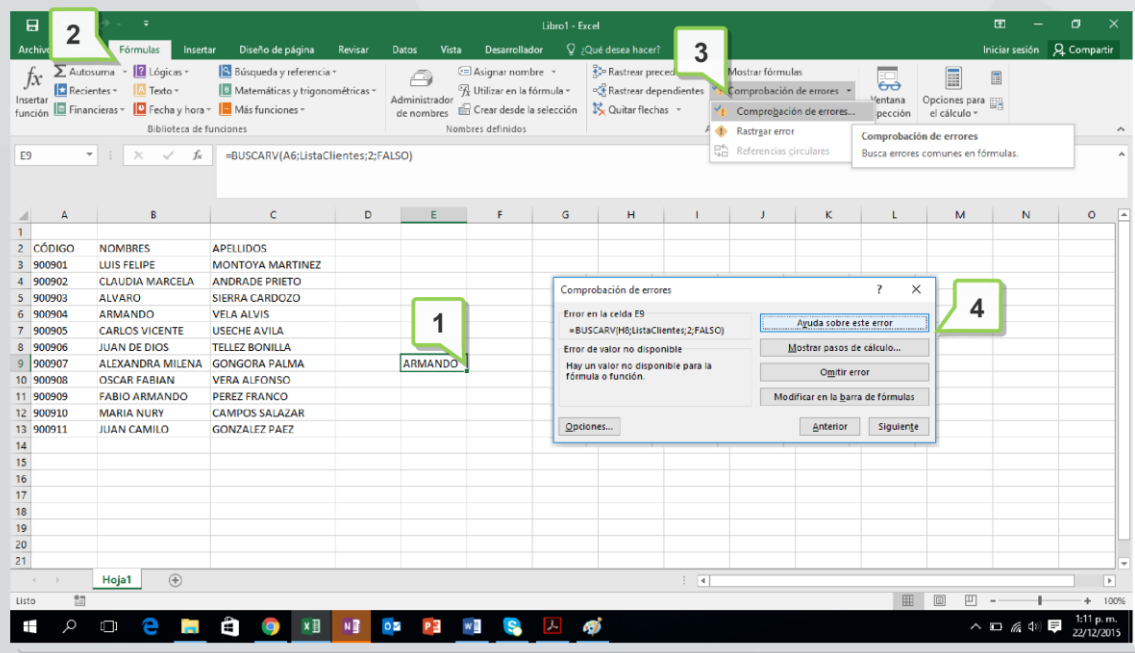 Libro1 - Excel
Archivo Fórmulas Insertar Diseño de página Revisar Datos Vista Desarrollador ¿Qué desea hacer? Iniciar sesión Compartir
2
3
fx
Insertar función
Autosuma
Recientes
Financieras
Lógicas
Texto
Fecha y hora
Búsqueda y referencia
Matemáticas y trigonométricas
Más funciones
Biblioteca de funciones
Administrador de nombres
Asignar nombre
Utilizar en la fórmula
Crear desde la selección
Nombres definidos
Rastrear
Rastrear dependientes
Quitar flechas
Mostrar fórmulas
Comprobación de errores
Comprobación de errores...
Rastrear error
Referencias circulares
Ventana
Opciones para el cálculo
Comprobación de errores
Busca errores comunes en fórmulas.
E9 fx =BUSCARV(A6;ListaClientes;2;FALSO)
A B C D E F G H I J K L M N O
1
2 CÓDIGO NOMBRES APELLIDOS
3 900901 LUIS FELIPE MONTOYA MARTINEZ
4 900902 CLAUDIA MARCELA ANDRADE PRIETO
5 900903 ALVARO SIERRA CARDOZO
6 900904 ARMANDO VELA ALVIS
7 900905 CARLOS VICENTE USECHE AVILA
8 900906 JUAN DE DIOS TELLEZ BONILLA
9 900907 ALEXANDRA MILENA GONGORA PALMA ARMANDO
10 900908 OSCAR FABIAN VERA ALFONSO
11 900909 FABIO ARMANDO PEREZ FRANCO
12 900910 MARIA NURY CAMPOS SALAZAR
13 900911 JUAN CAMILO GONZALEZ PAEZ
14
15
16
17
18
19
20
21
1
4
Comprobación de errores ?
Error en la celda E9
=BUSCARV(H8;ListaClientes;2;FALSO)
Error de valor no disponible
Hay un valor no disponible para la
fórmula o función.
Ayuda sobre este error
Mostrar pasos de cálculo...
Omitir error
Modificar en la barra de fórmulas
Opciones...
Anterior
Siguiente
Hoja1
Listo
100%
1:11 p. m.
22/12/2015